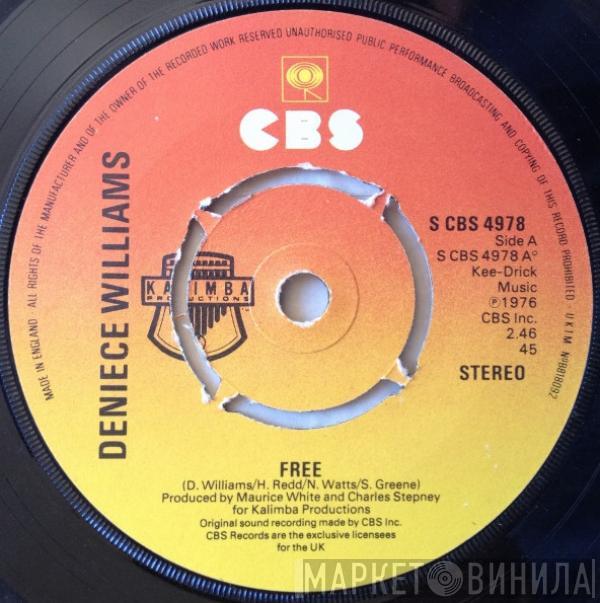 MADE IN ENGLAND · ALL RIGHTS OF THE MANUFACTURER AND OF THE OWNER OF THE RECORDED WORK RESERVED UNAUTHORISED PUBLIC PERFORMANCE BROADCASTING AND COPYING OF THIS RECORD PROHIBITED · U K I M Nº B818092
CBS
DENIECE WILLIAMS
KALIMBA
PRODUCTIONS
S CBS 4978
Side A
S CBS 4978 A°
Kee-Drick
Music
℗ 1976
CBS Inc.
2.46
45
STEREO
FREE
(D. Williams/H. Redd/N. Watts/S. Greene)
Produced by Maurice White and Charles Stepney
for Kalimba Productions
Original sound recording made by CBS Inc.
CBS Records are the exclusive licensees
for the UK
МАРКЕТ ВИНИЛА